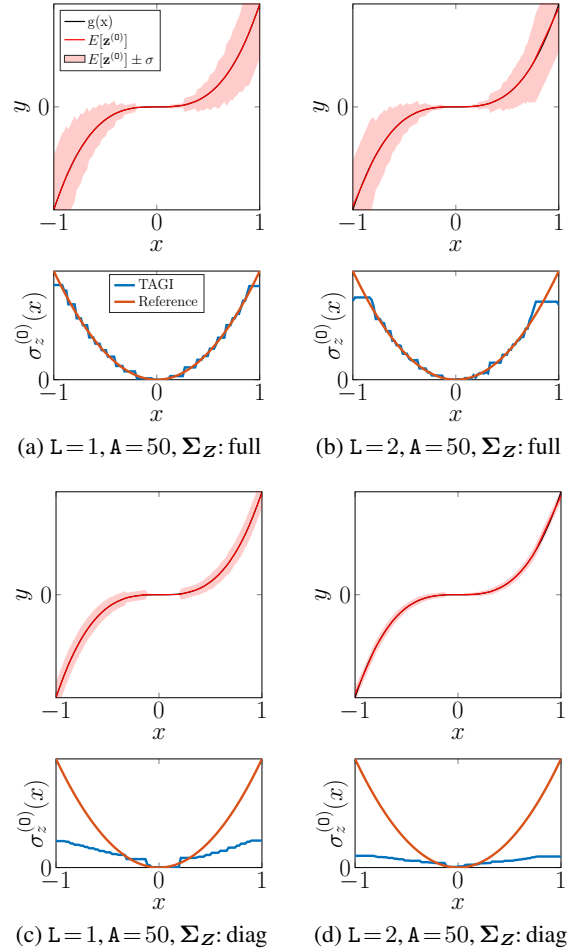 g(x)
E[𝐳⁽⁰⁾]
E[𝐳⁽⁰⁾] ± σ
y
0
−1 0 1
x
y
0
−1 0 1
x
TAGI
Reference
σ_z⁽⁰⁾(x)
0
−1 0 1
x
σ_z⁽⁰⁾(x)
0
−1 0 1
x
(a) L=1, A=50, Σ_Z: full
(b) L=2, A=50, Σ_Z: full
y
0
−1 0 1
x
y
0
−1 0 1
x
σ_z⁽⁰⁾(x)
0
−1 0 1
x
σ_z⁽⁰⁾(x)
0
−1 0 1
x
(c) L=1, A=50, Σ_Z: diag
(d) L=2, A=50, Σ_Z: diag